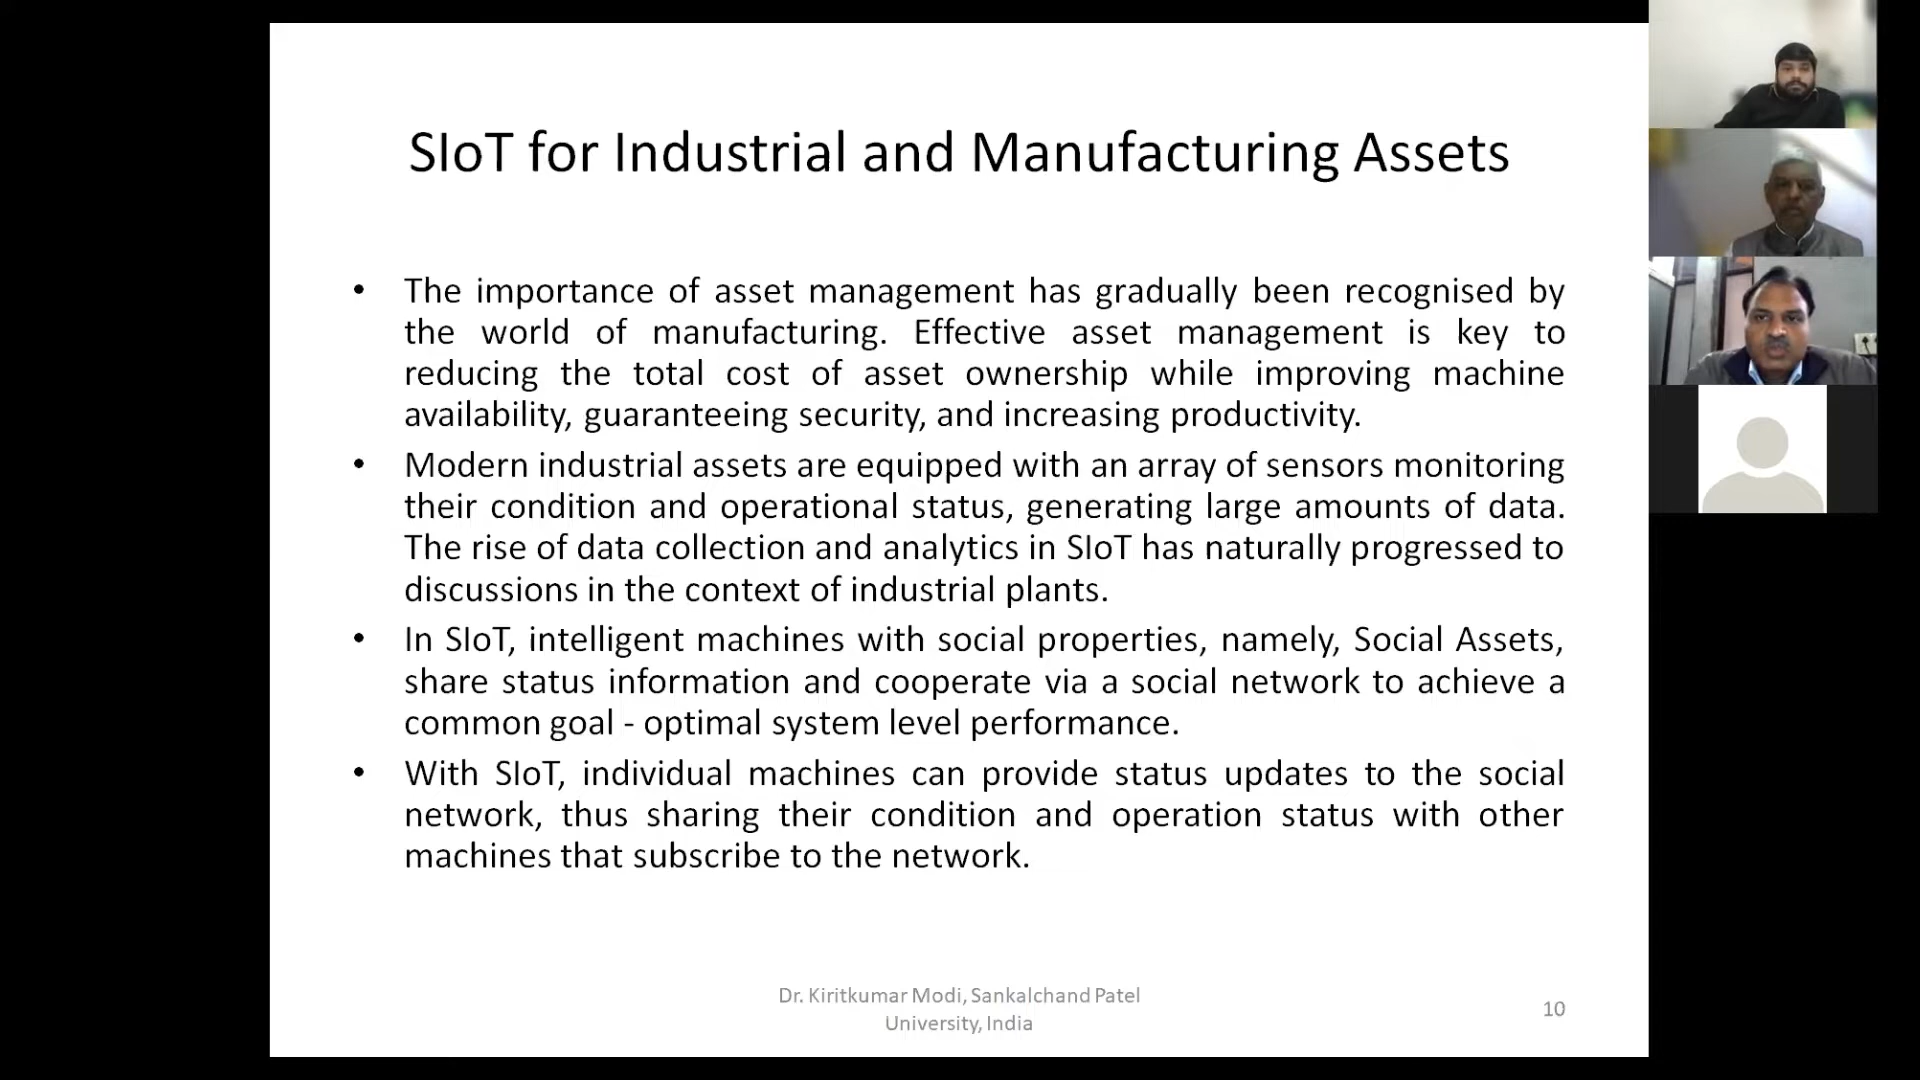 SIoT for Industrial and Manufacturing Assets
• The importance of asset management has gradually been recognised by
the world of manufacturing. Effective asset management is key to
reducing the total cost of asset ownership while improving machine
availability, guaranteeing security, and increasing productivity.
• Modern industrial assets are equipped with an array of sensors monitoring
their condition and operational status, generating large amounts of data.
The rise of data collection and analytics in SIoT has naturally progressed to
discussions in the context of industrial plants.
• In SIoT, intelligent machines with social properties, namely, Social Assets,
share status information and cooperate via a social network to achieve a
common goal - optimal system level performance.
• With SIoT, individual machines can provide status updates to the social
network, thus sharing their condition and operation status with other
machines that subscribe to the network.
Dr. Kiritkumar Modi, Sankalchand Patel
University, India
10